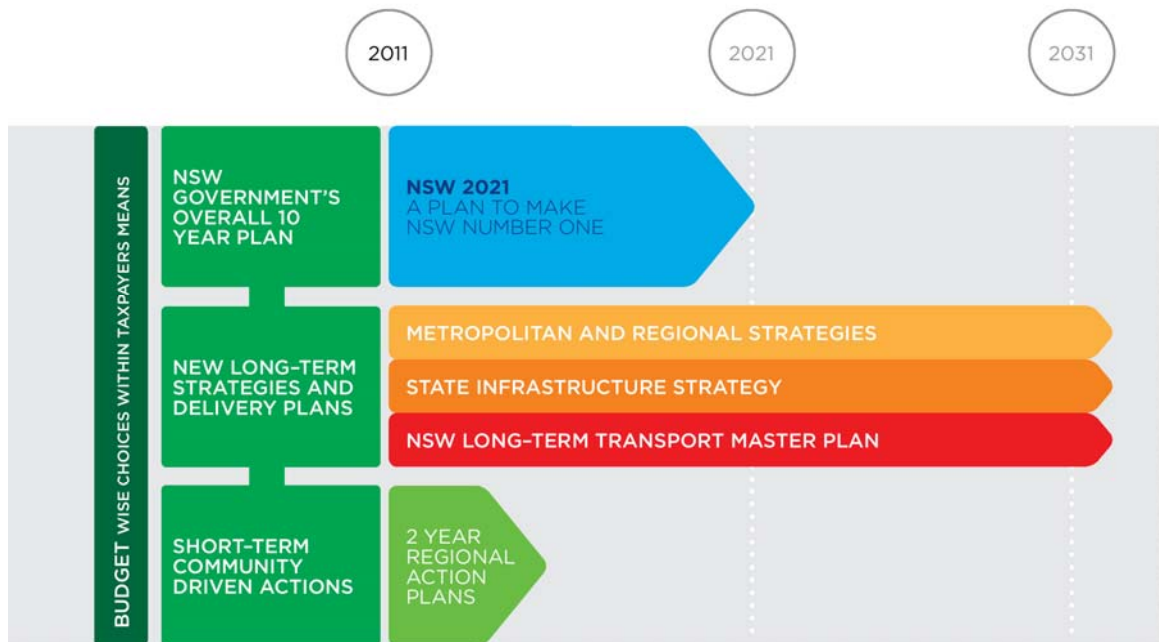 2011
2021
2031
BUDGET WISE CHOICES WITHIN TAXPAYERS MEANS
NSW
GOVERNMENT'S
OVERALL 10
YEAR PLAN
NSW 2021
A PLAN TO MAKE
NSW NUMBER ONE
NEW LONG-TERM
STRATEGIES AND
DELIVERY PLANS
METROPOLITAN AND REGIONAL STRATEGIES
STATE INFRASTRUCTURE STRATEGY
NSW LONG-TERM TRANSPORT MASTER PLAN
SHORT-TERM
COMMUNITY
DRIVEN ACTIONS
2 YEAR
REGIONAL
ACTION
PLANS